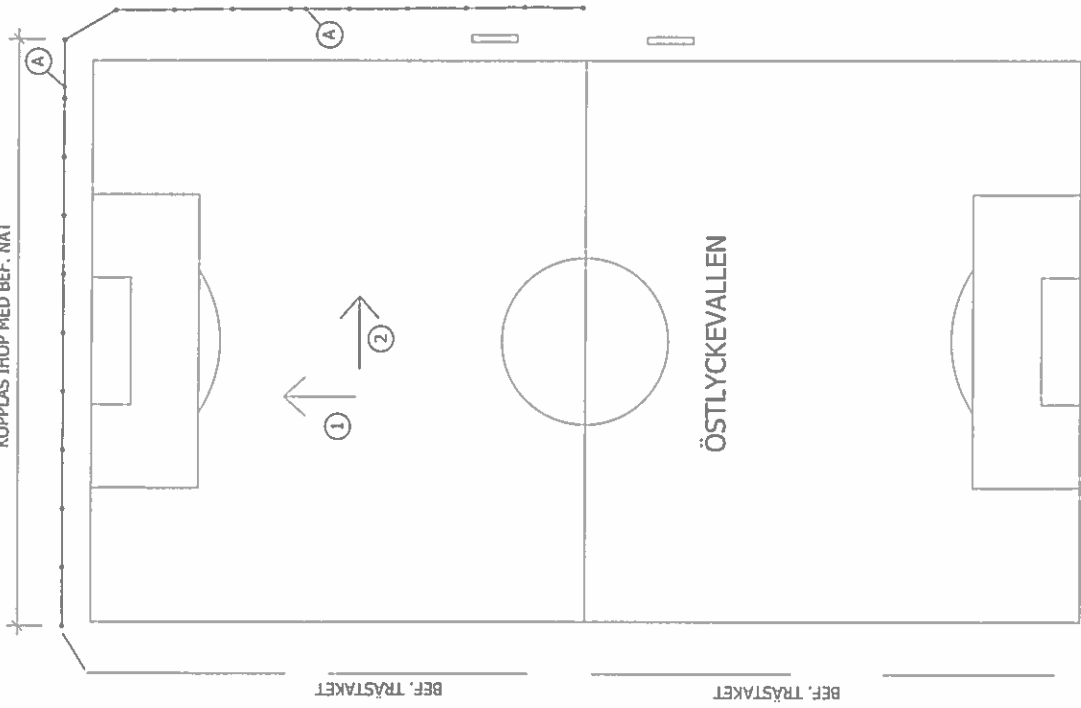 KOPPLAS IHOP MED BEF. NÄT
A
A
2
1
ÖSTLYCKEVALLEN
BEF. TRÄSTAKET
BEF. TRÄSTAKET